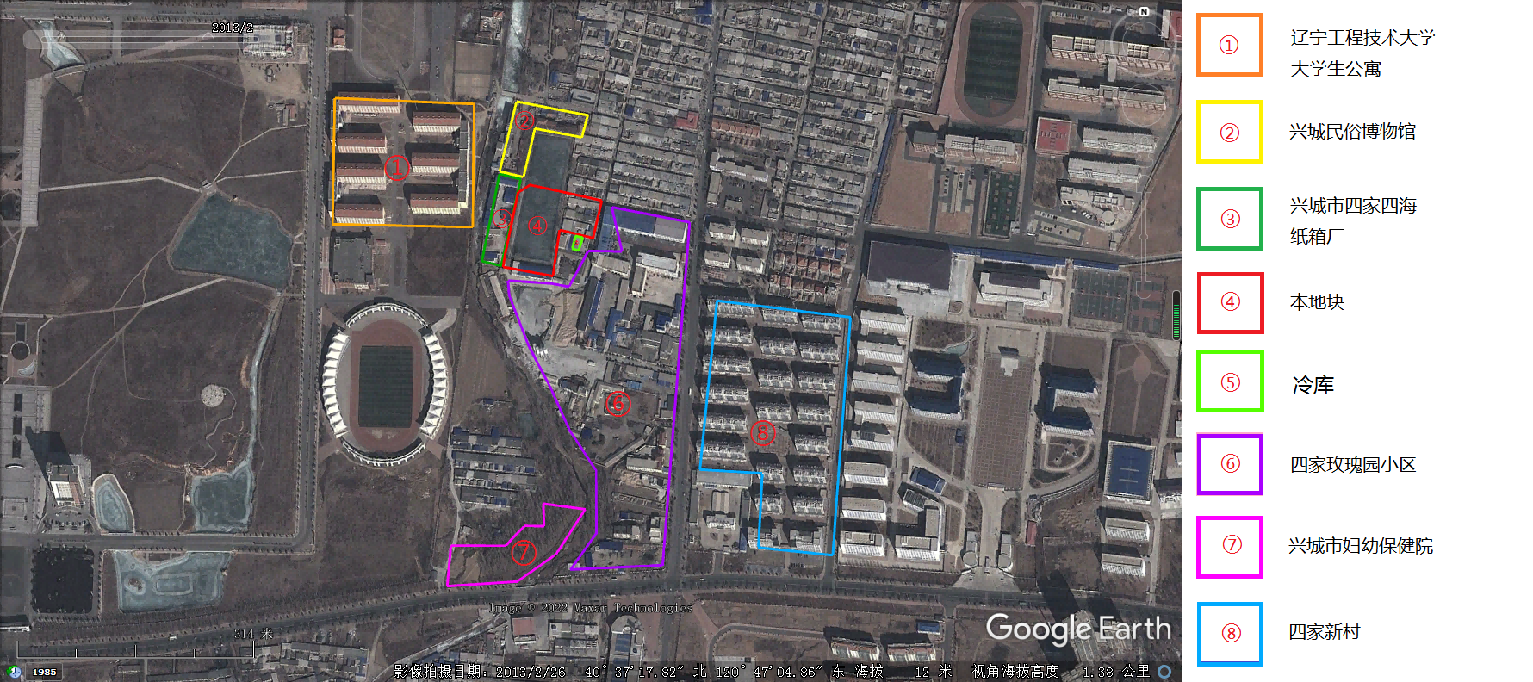 2013/2
N
①
②
④
⑥
⑧
⑦
Image © 2022 Maxar Technologies
Google Earth
314 米
1985
影像拍摄日期: 2013/2/26 40°37'17.82" 北 120°47'04.86" 东 海拔 12 米 视角海拔高度 1.38 公里
① 辽宁工程技术大学
大学生公寓
② 兴城民俗博物馆
③ 兴城市四家四海
纸箱厂
④ 本地块
⑤ 冷库
⑥ 四家玫瑰园小区
⑦ 兴城市妇幼保健院
⑧ 四家新村